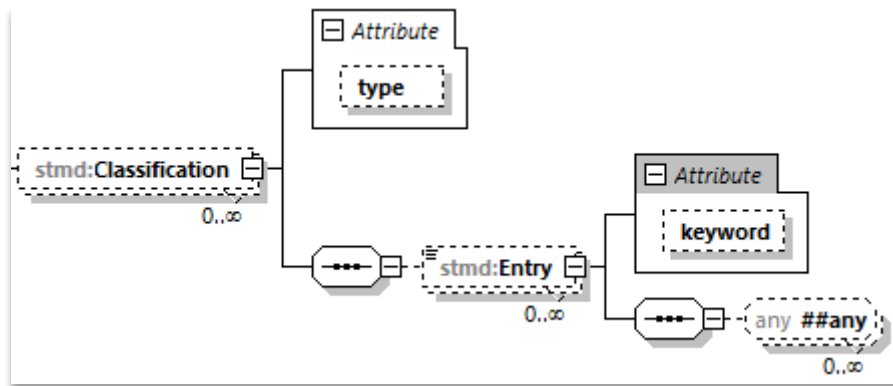 Attribute
type
stmd:Classification
0..∞
Attribute
keyword
stmd:Entry
0..∞
any ##any
0..∞